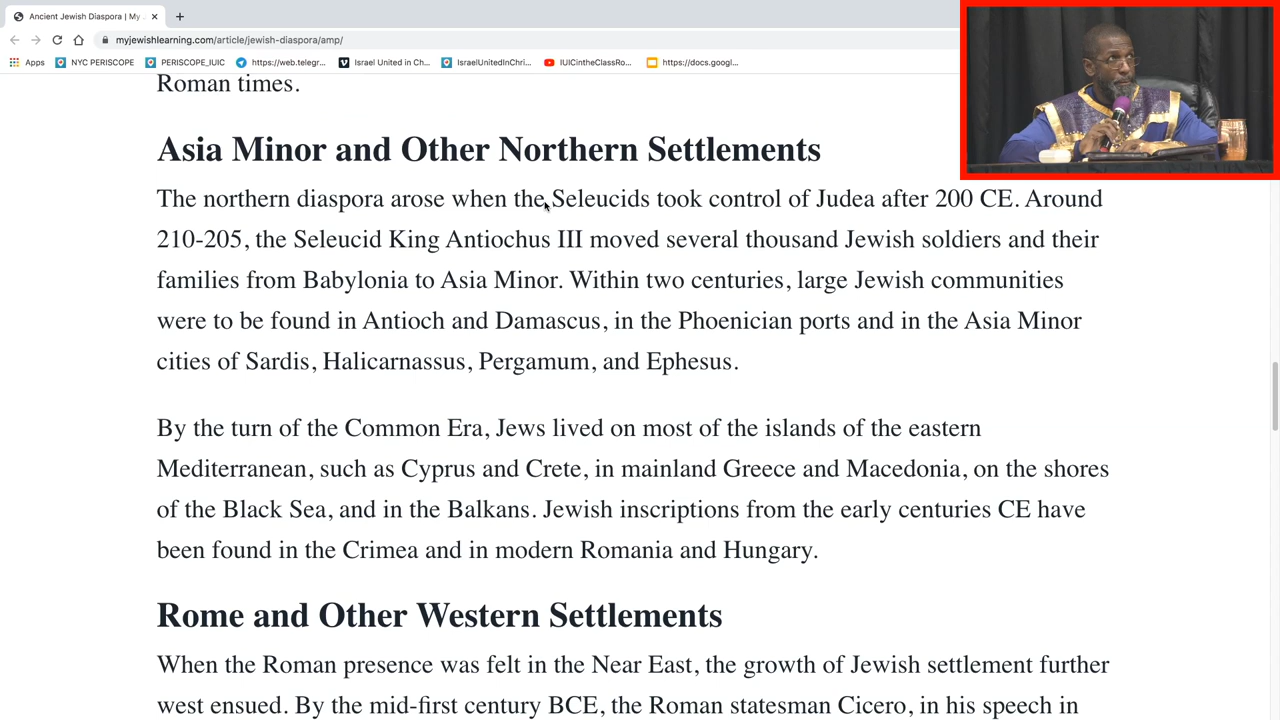 Ancient Jewish Diaspora | My
myjewishlearning.com/article/jewish-diaspora/amp/
Apps NYC PERISCOPE PERISCOPE_IUIC https://web.telegr... Israel United in Ch... IsraelUnitedInChri... IUICintheClassRo... https://docs.googl...
Roman times.
Asia Minor and Other Northern Settlements
The northern diaspora arose when the Seleucids took control of Judea after 200 CE. Around
210-205, the Seleucid King Antiochus III moved several thousand Jewish soldiers and their
families from Babylonia to Asia Minor. Within two centuries, large Jewish communities
were to be found in Antioch and Damascus, in the Phoenician ports and in the Asia Minor
cities of Sardis, Halicarnassus, Pergamum, and Ephesus.
By the turn of the Common Era, Jews lived on most of the islands of the eastern
Mediterranean, such as Cyprus and Crete, in mainland Greece and Macedonia, on the shores
of the Black Sea, and in the Balkans. Jewish inscriptions from the early centuries CE have
been found in the Crimea and in modern Romania and Hungary.
Rome and Other Western Settlements
When the Roman presence was felt in the Near East, the growth of Jewish settlement further
west ensued. By the mid-first century BCE, the Roman statesman Cicero, in his speech in